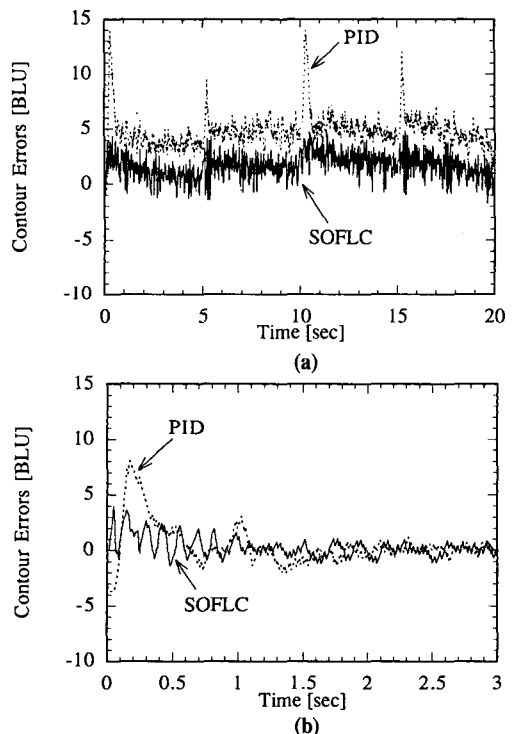 15
10
5
0
-5
-10
Contour Errors [BLU]
PID
SOFLC
0 5 10 15 20
Time [sec]
(a)
15
10
5
0
-5
-10
Contour Errors [BLU]
PID
SOFLC
0 0.5 1 1.5 2 2.5 3
Time [sec]
(b)